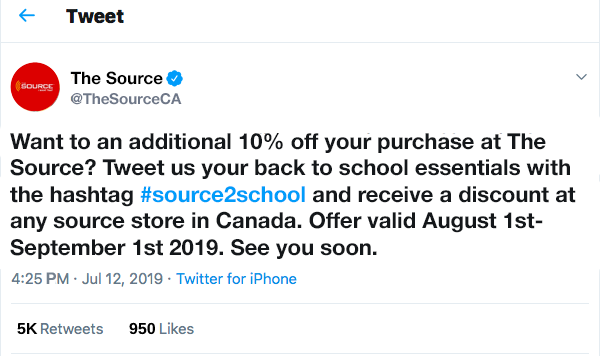 Tweet
SOURCE
The Source
@TheSourceCA
Want to an additional 10% off your purchase at The
Source? Tweet us your back to school essentials with
the hashtag #source2school and receive a discount at
any source store in Canada. Offer valid August 1st-
September 1st 2019. See you soon.
4:25 PM · Jul 12, 2019 · Twitter for iPhone
5K Retweets 950 Likes